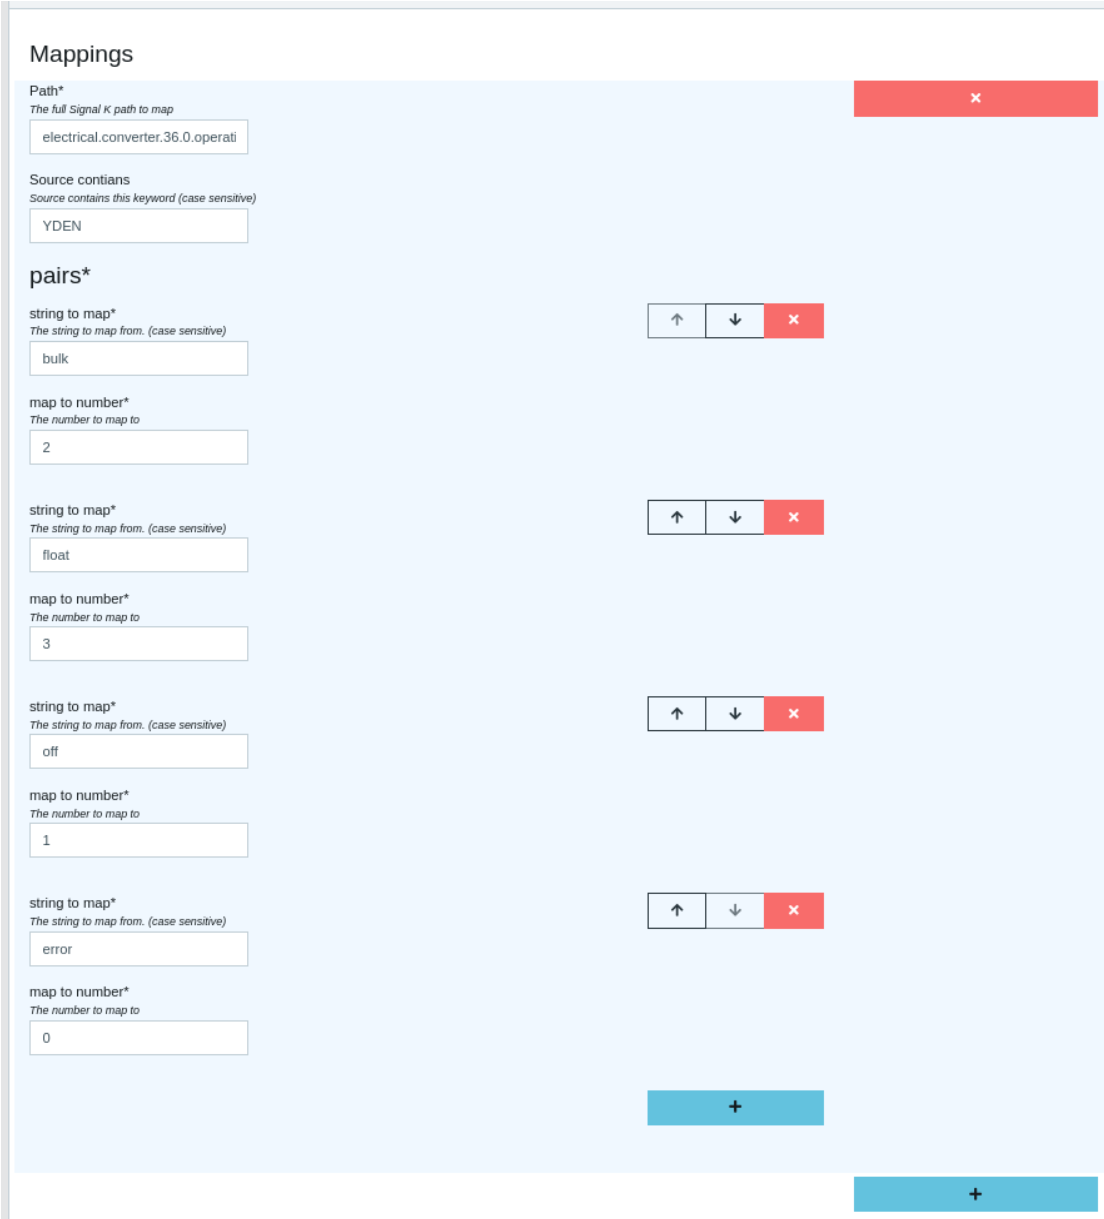 Mappings
Path*
The full Signal K path to map
electrical.converter.36.0.operati
Source contians
Source contains this keyword (case sensitive)
YDEN
pairs*
string to map*
The string to map from. (case sensitive)
bulk
map to number*
The number to map to
2
string to map*
The string to map from. (case sensitive)
float
map to number*
The number to map to
3
string to map*
The string to map from. (case sensitive)
off
map to number*
The number to map to
1
string to map*
The string to map from. (case sensitive)
error
map to number*
The number to map to
0